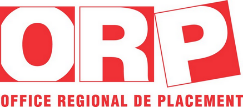 ORP
OFFICE REGIONAL DE PLACEMENT